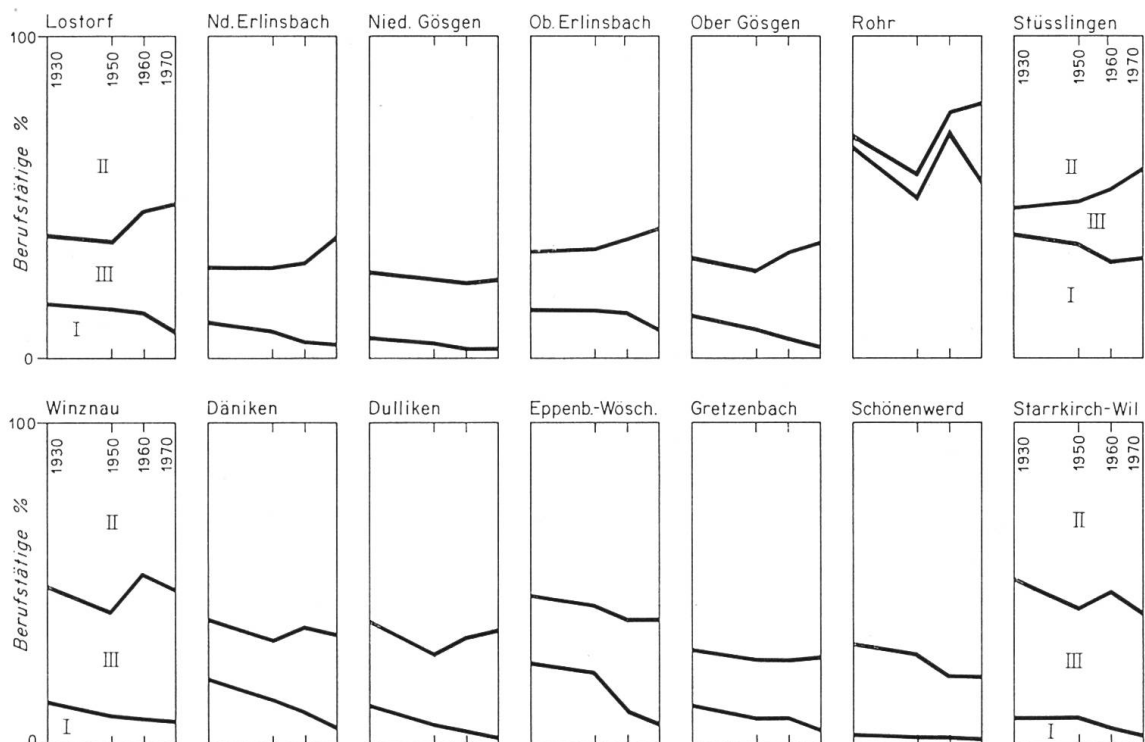 Lostorf Nd. Erlinsbach Nied. Gösgen Ob. Erlinsbach Ober Gösgen Rohr Stüsslingen
100
1930 1950 1960 1970
1930 1950 1960 1970
Berufstätige %
II
III
I
II
III
I
0
Winznau Däniken Dulliken Eppenb.-Wösch. Gretzenbach Schönenwerd Starrkirch-Wil
100
1930 1950 1960 1970
1930 1950 1960 1970
Berufstätige %
II
III
I
II
III
I
0